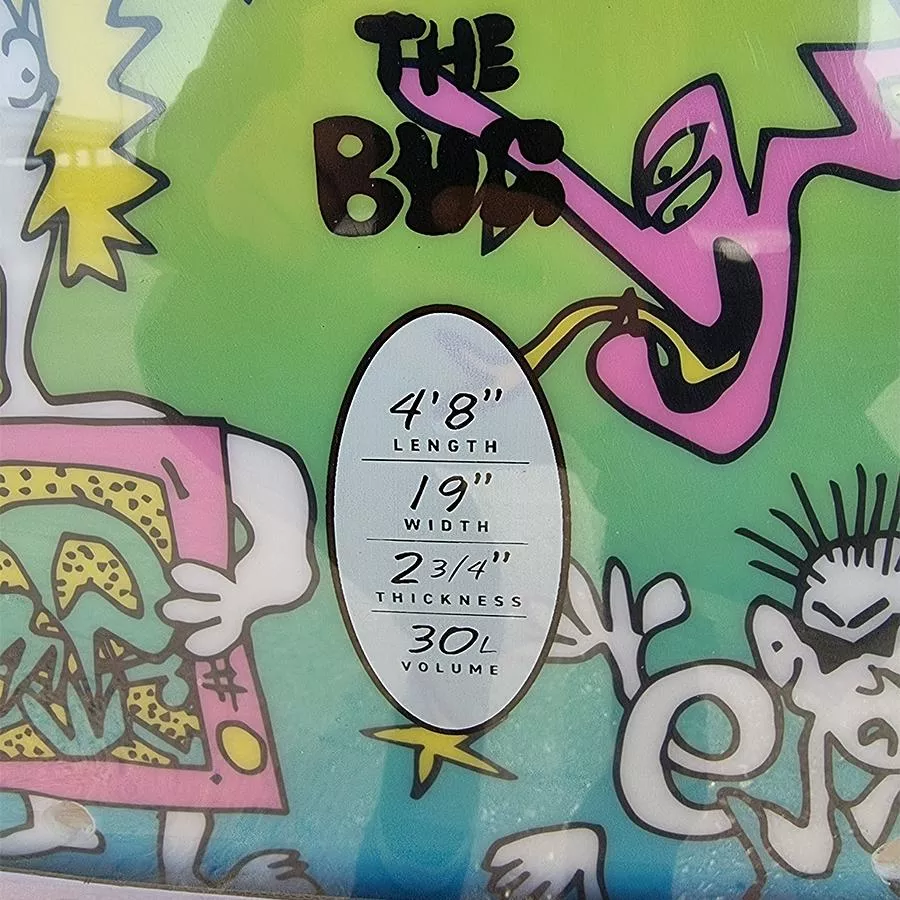 THE
BUG
4'8"
LENGTH
19"
WIDTH
2 3/4"
THICKNESS
30L
VOLUME